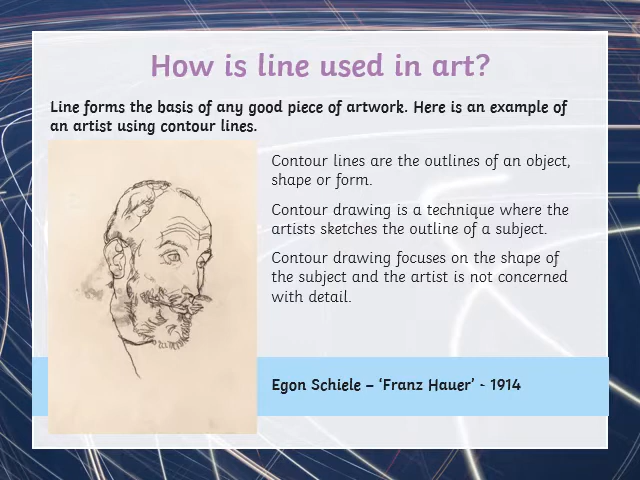 How is line used in art?
Line forms the basis of any good piece of artwork. Here is an example of
an artist using contour lines.
Contour lines are the outlines of an object,
shape or form.
Contour drawing is a technique where the
artists sketches the outline of a subject.
Contour drawing focuses on the shape of
the subject and the artist is not concerned
with detail.
Egon Schiele – ‘Franz Hauer’ - 1914